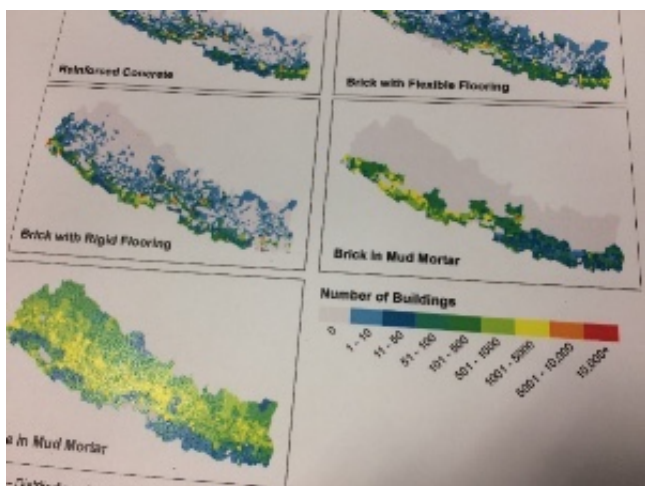 Reinforced Concrete
Brick with Flexible Flooring
Brick with Rigid Flooring
Brick in Mud Mortar
Number of Buildings
0
1 - 10
11 - 50
51 - 100
101 - 500
501 - 1000
1001 - 5000
5001 - 10,000
10,000+
in Mud Mortar